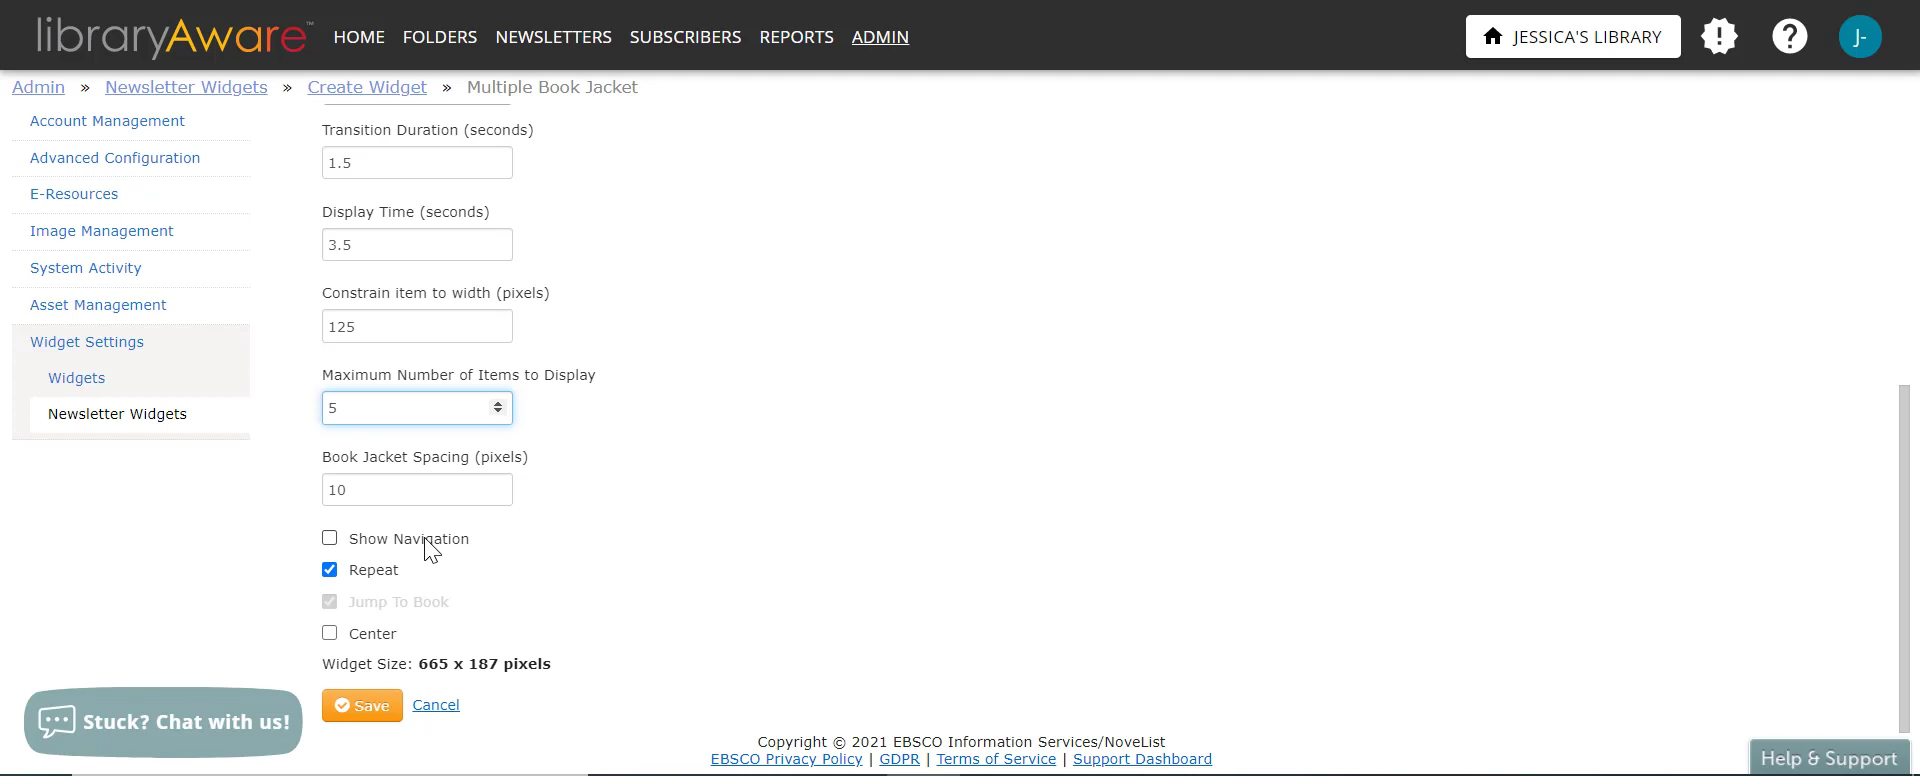 libraryAware™ HOME FOLDERS NEWSLETTERS SUBSCRIBERS REPORTS ADMIN JESSICA'S LIBRARY ! ? J-
Admin » Newsletter Widgets » Create Widget » Multiple Book Jacket
Account Management
Advanced Configuration
E-Resources
Image Management
System Activity
Asset Management
Widget Settings
Widgets
Newsletter Widgets
Transition Duration (seconds)
1.5
Display Time (seconds)
3.5
Constrain item to width (pixels)
125
Maximum Number of Items to Display
5
Book Jacket Spacing (pixels)
10
Show Navigation
Repeat
Jump To Book
Center
Widget Size: 665 x 187 pixels
Save Cancel
Stuck? Chat with us!
Copyright © 2021 EBSCO Information Services/NoveList
EBSCO Privacy Policy | GDPR | Terms of Service | Support Dashboard
Help & Support